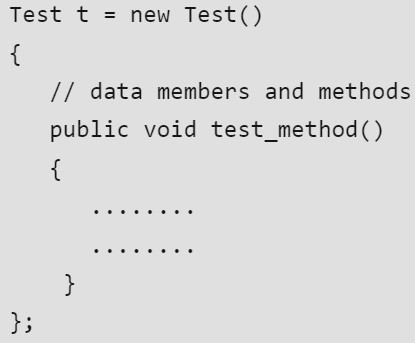 Test t = new Test()
{
   // data members and methods
   public void test_method()
   {
      ........
      ........
    }
};